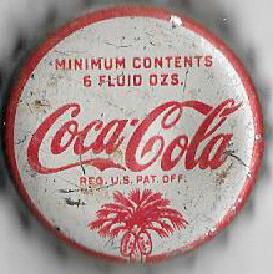 MINIMUM CONTENTS
6 FLUID OZS.
Coca-Cola
REG. U.S. PAT. OFF.